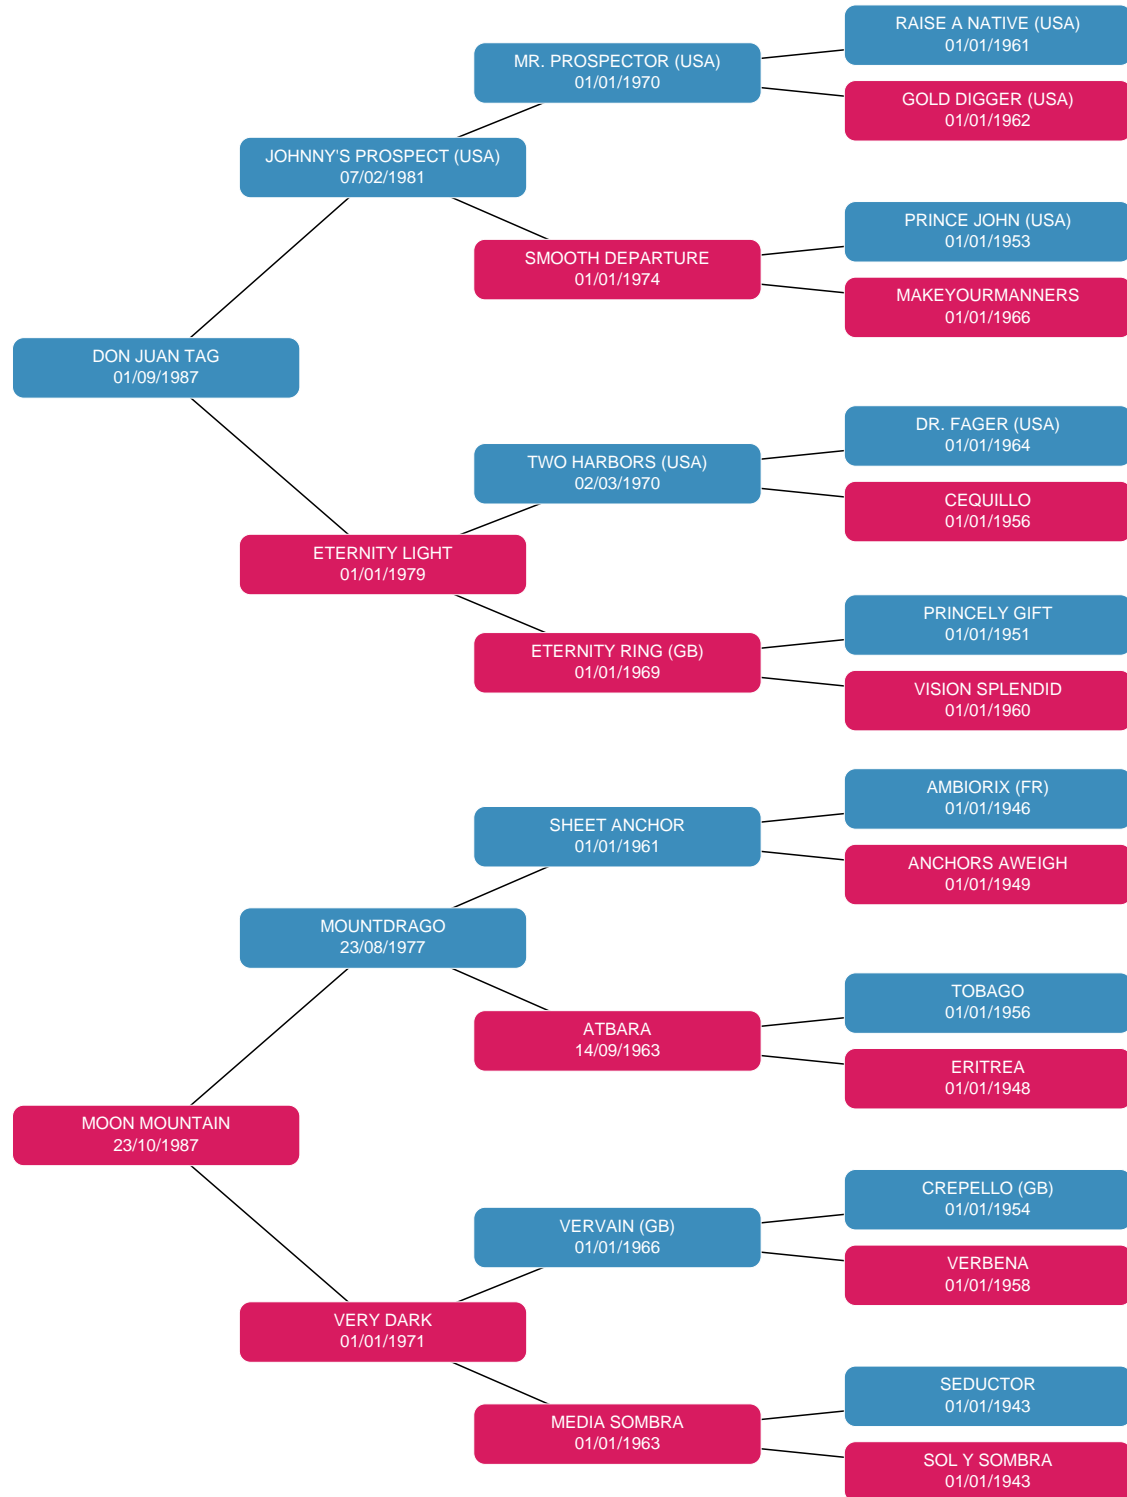 RAISE A NATIVE (USA)
01/01/1961
MR. PROSPECTOR (USA)
01/01/1970
GOLD DIGGER (USA)
01/01/1962
JOHNNY'S PROSPECT (USA)
07/02/1981
PRINCE JOHN (USA)
01/01/1953
SMOOTH DEPARTURE
01/01/1974
MAKEYOURMANNERS
01/01/1966
DON JUAN TAG
01/09/1987
DR. FAGER (USA)
01/01/1964
TWO HARBORS (USA)
02/03/1970
CEQUILLO
01/01/1956
ETERNITY LIGHT
01/01/1979
PRINCELY GIFT
01/01/1951
ETERNITY RING (GB)
01/01/1969
VISION SPLENDID
01/01/1960
AMBIORIX (FR)
01/01/1946
SHEET ANCHOR
01/01/1961
ANCHORS AWEIGH
01/01/1949
MOUNTDRAGO
23/08/1977
TOBAGO
01/01/1956
ATBARA
14/09/1963
ERITREA
01/01/1948
MOON MOUNTAIN
23/10/1987
CREPELLO (GB)
01/01/1954
VERVAIN (GB)
01/01/1966
VERBENA
01/01/1958
VERY DARK
01/01/1971
SEDUCTOR
01/01/1943
MEDIA SOMBRA
01/01/1963
SOL Y SOMBRA
01/01/1943